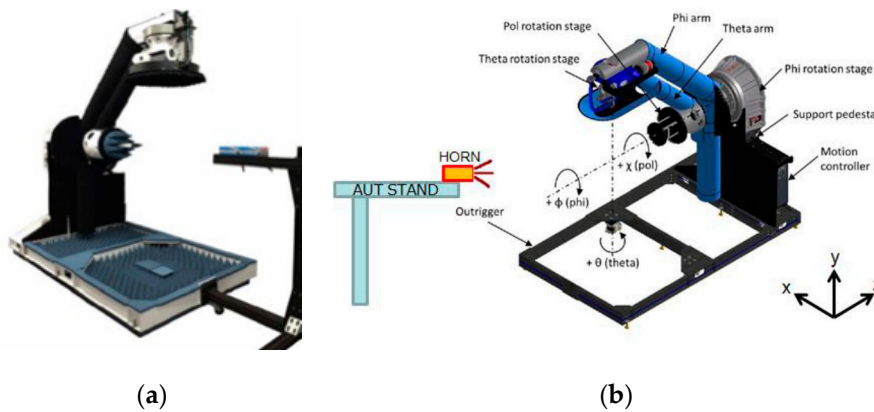 Pol rotation stage
Phi arm
Theta arm
Theta rotation stage
Phi rotation stage
Support pedesta
Motion
controller
HORN
AUT STAND
+ χ (pol)
+ ϕ (phi)
Outrigger
+ θ (theta)
y
x
(a)
(b)